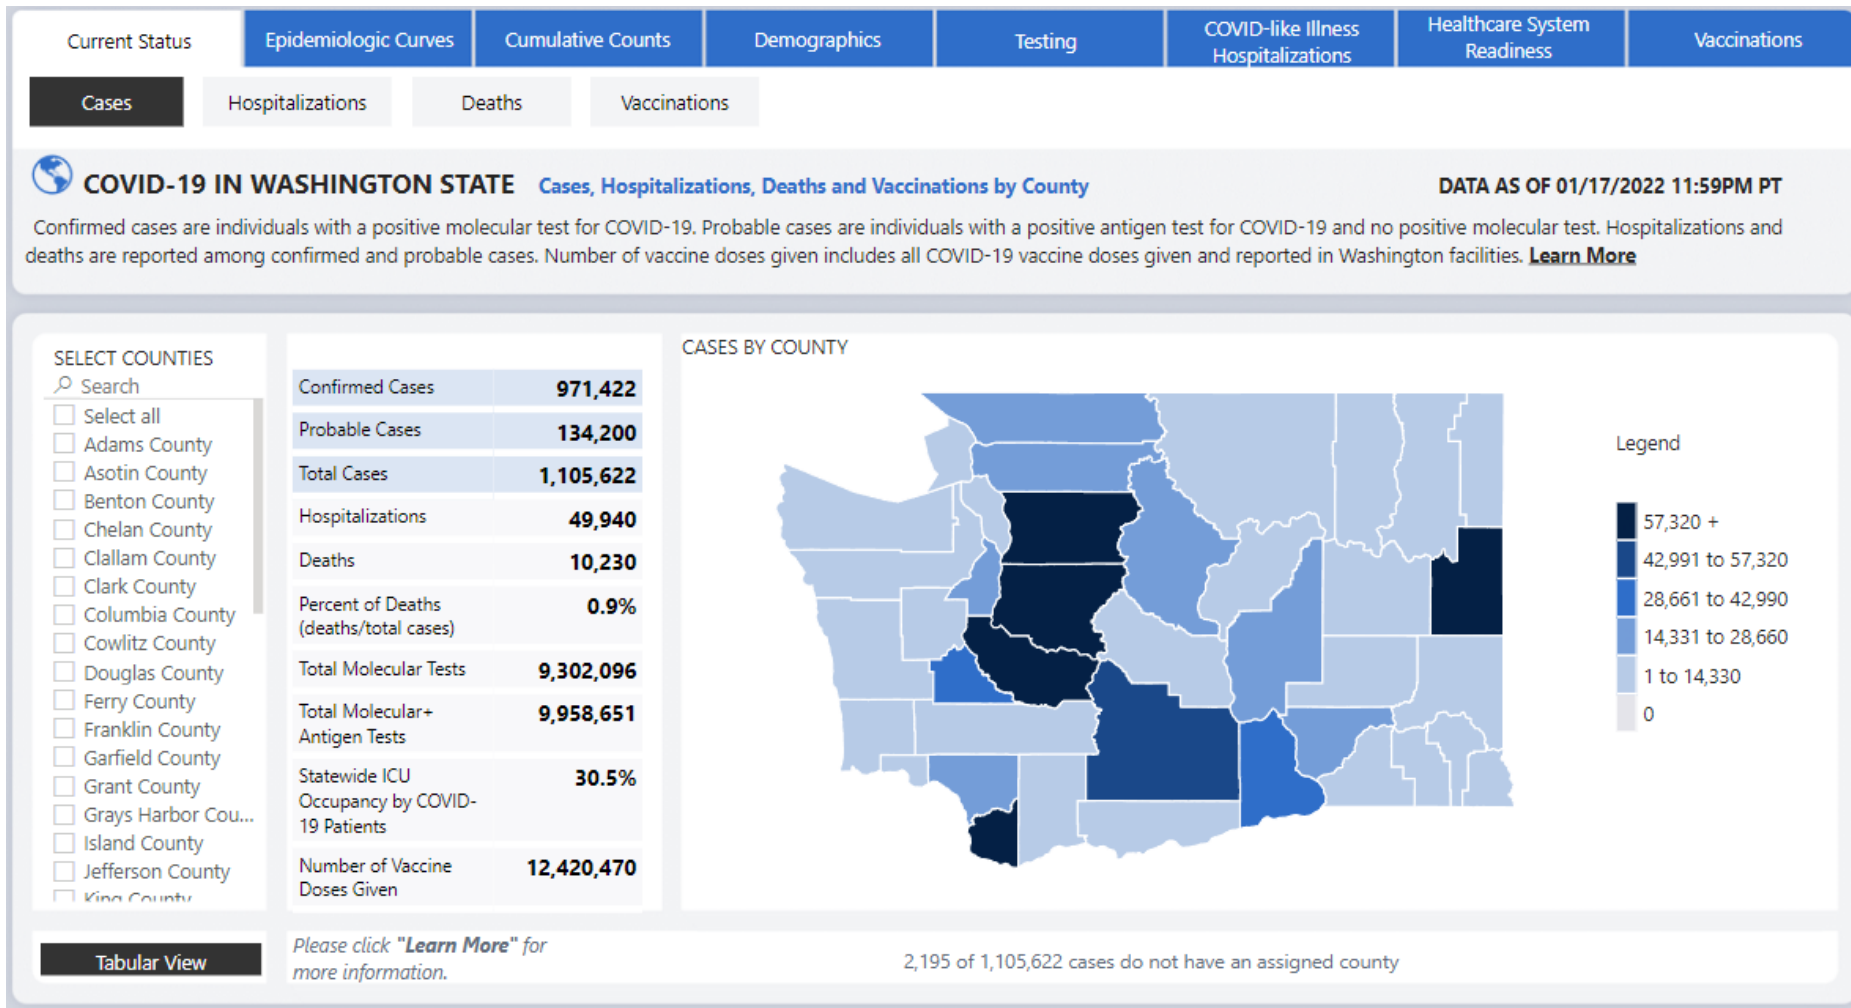 Current Status
Epidemiologic Curves
Cumulative Counts
Demographics
Testing
COVID-like Illness
Hospitalizations
Healthcare System
Readiness
Vaccinations
Cases
Hospitalizations
Deaths
Vaccinations
COVID-19 IN WASHINGTON STATE
Cases, Hospitalizations, Deaths and Vaccinations by County
DATA AS OF 01/17/2022 11:59PM PT
Confirmed cases are individuals with a positive molecular test for COVID-19. Probable cases are individuals with a positive antigen test for COVID-19 and no positive molecular test. Hospitalizations and
deaths are reported among confirmed and probable cases. Number of vaccine doses given includes all COVID-19 vaccine doses given and reported in Washington facilities. Learn More
SELECT COUNTIES
Search
Select all
Adams County
Asotin County
Benton County
Chelan County
Clallam County
Clark County
Columbia County
Cowlitz County
Douglas County
Ferry County
Franklin County
Garfield County
Grant County
Grays Harbor Cou...
Island County
Jefferson County
King County
Tabular View
Confirmed Cases 971,422
Probable Cases 134,200
Total Cases 1,105,622
Hospitalizations 49,940
Deaths 10,230
Percent of Deaths 0.9%
(deaths/total cases)
Total Molecular Tests 9,302,096
Total Molecular+ 9,958,651
Antigen Tests
Statewide ICU 30.5%
Occupancy by COVID-
19 Patients
Number of Vaccine 12,420,470
Doses Given
Please click "Learn More" for
more information.
CASES BY COUNTY
Legend
57,320 +
42,991 to 57,320
28,661 to 42,990
14,331 to 28,660
1 to 14,330
0
2,195 of 1,105,622 cases do not have an assigned county